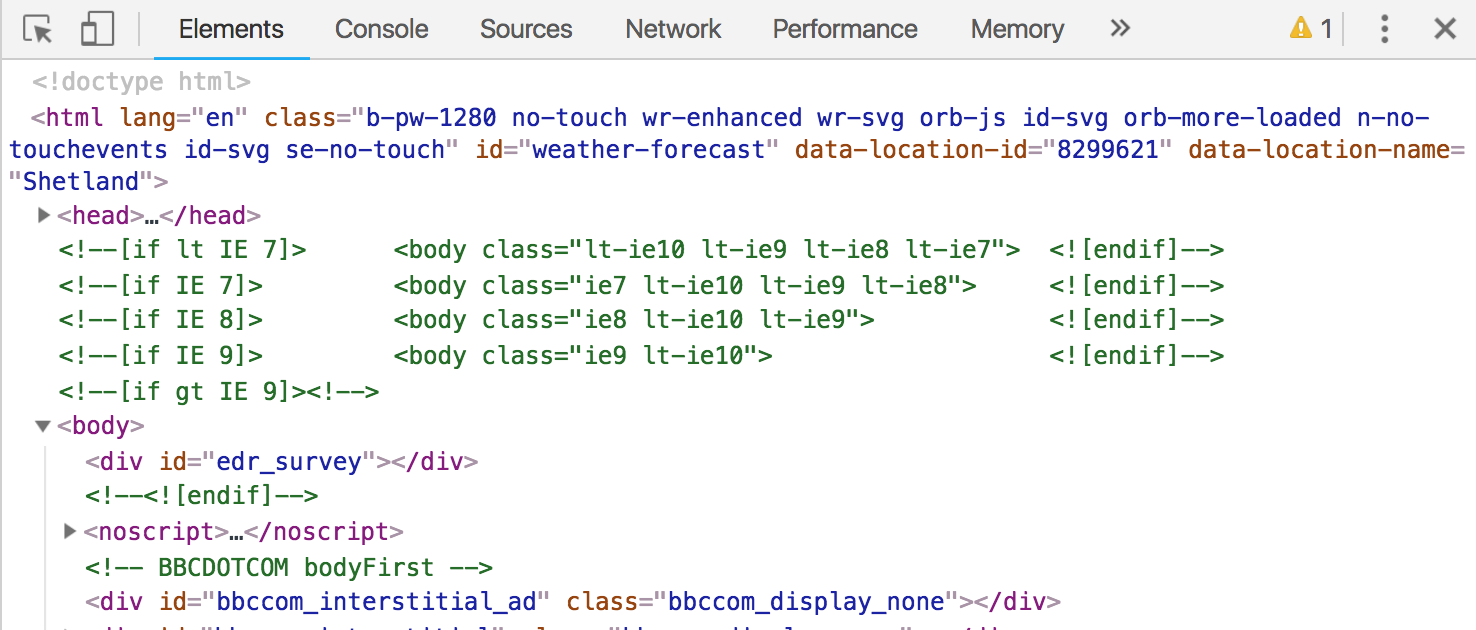 Elements Console Sources Network Performance Memory » 1
<!doctype html>
<html lang="en" class="b-pw-1280 no-touch wr-enhanced wr-svg orb-js id-svg orb-more-loaded n-no-
touchevents id-svg se-no-touch" id="weather-forecast" data-location-id="8299621" data-location-name=
"Shetland">
<head>…</head>
<!--[if lt IE 7]> <body class="lt-ie10 lt-ie9 lt-ie8 lt-ie7"> <![endif]-->
<!--[if IE 7]> <body class="ie7 lt-ie10 lt-ie9 lt-ie8"> <![endif]-->
<!--[if IE 8]> <body class="ie8 lt-ie10 lt-ie9"> <![endif]-->
<!--[if IE 9]> <body class="ie9 lt-ie10"> <![endif]-->
<!--[if gt IE 9]><!-->
<body>
<div id="edr_survey"></div>
<!--<![endif]-->
<noscript>…</noscript>
<!-- BBCDOTCOM bodyFirst -->
<div id="bbccom_interstitial_ad" class="bbccom_display_none"></div>